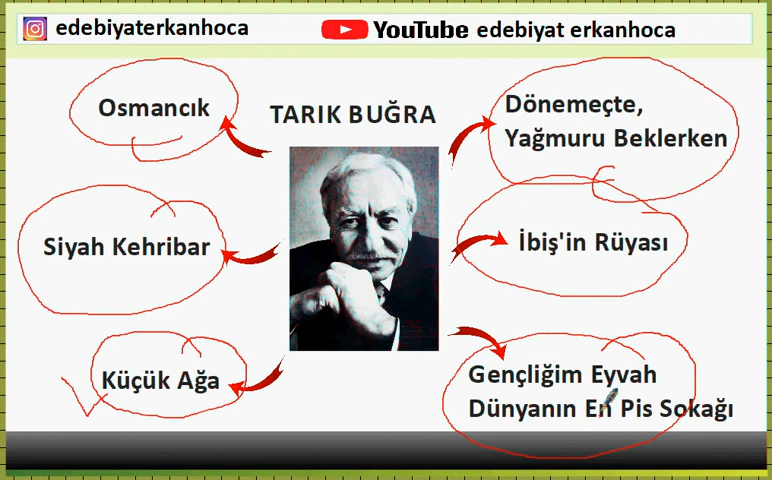 edebiyaterkanhoca
YouTube edebiyat erkanhoca
TARIK BUĞRA
Osmancık
Siyah Kehribar
Küçük Ağa
Dönemeçte,
Yağmuru Beklerken
İbiş'in Rüyası
Gençliğim Eyvah
Dünyanın En Pis Sokağı